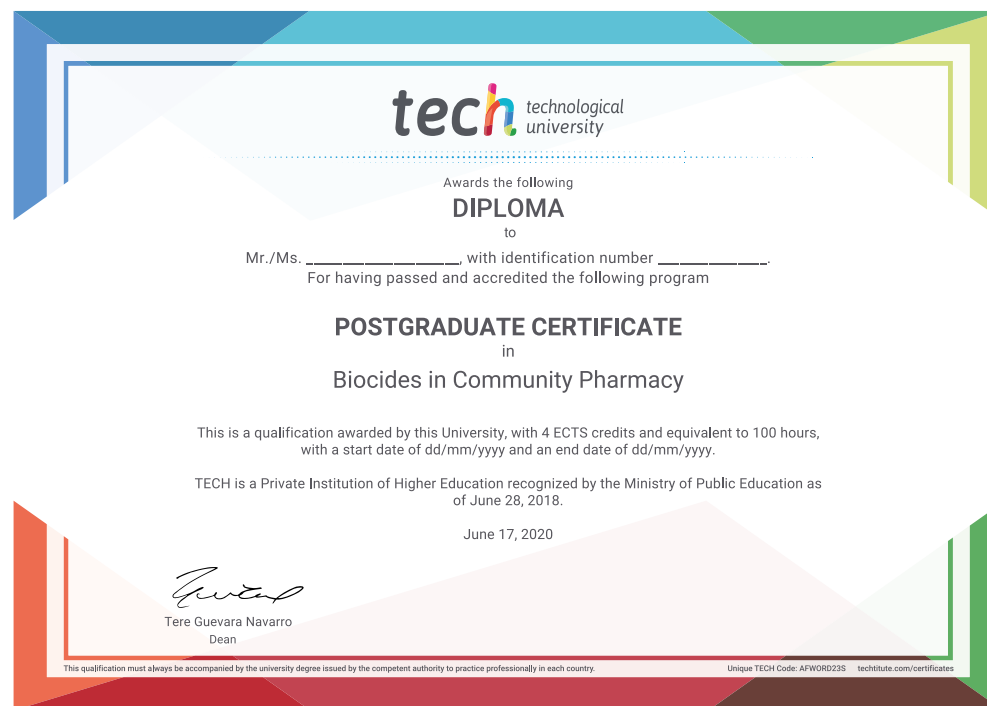 tech technological
university
Awards the following
DIPLOMA
to
Mr./Ms. ____________________, with identification number ______________.
For having passed and accredited the following program
POSTGRADUATE CERTIFICATE
in
Biocides in Community Pharmacy
This is a qualification awarded by this University, with 4 ECTS credits and equivalent to 100 hours,
with a start date of dd/mm/yyyy and an end date of dd/mm/yyyy.
TECH is a Private Institution of Higher Education recognized by the Ministry of Public Education as
of June 28, 2018.
June 17, 2020
Tere Guevara Navarro
Dean
This qualification must always be accompanied by the university degree issued by the competent authority to practice professionally in each country.
Unique TECH Code: AFWORD23S techtitute.com/certificates